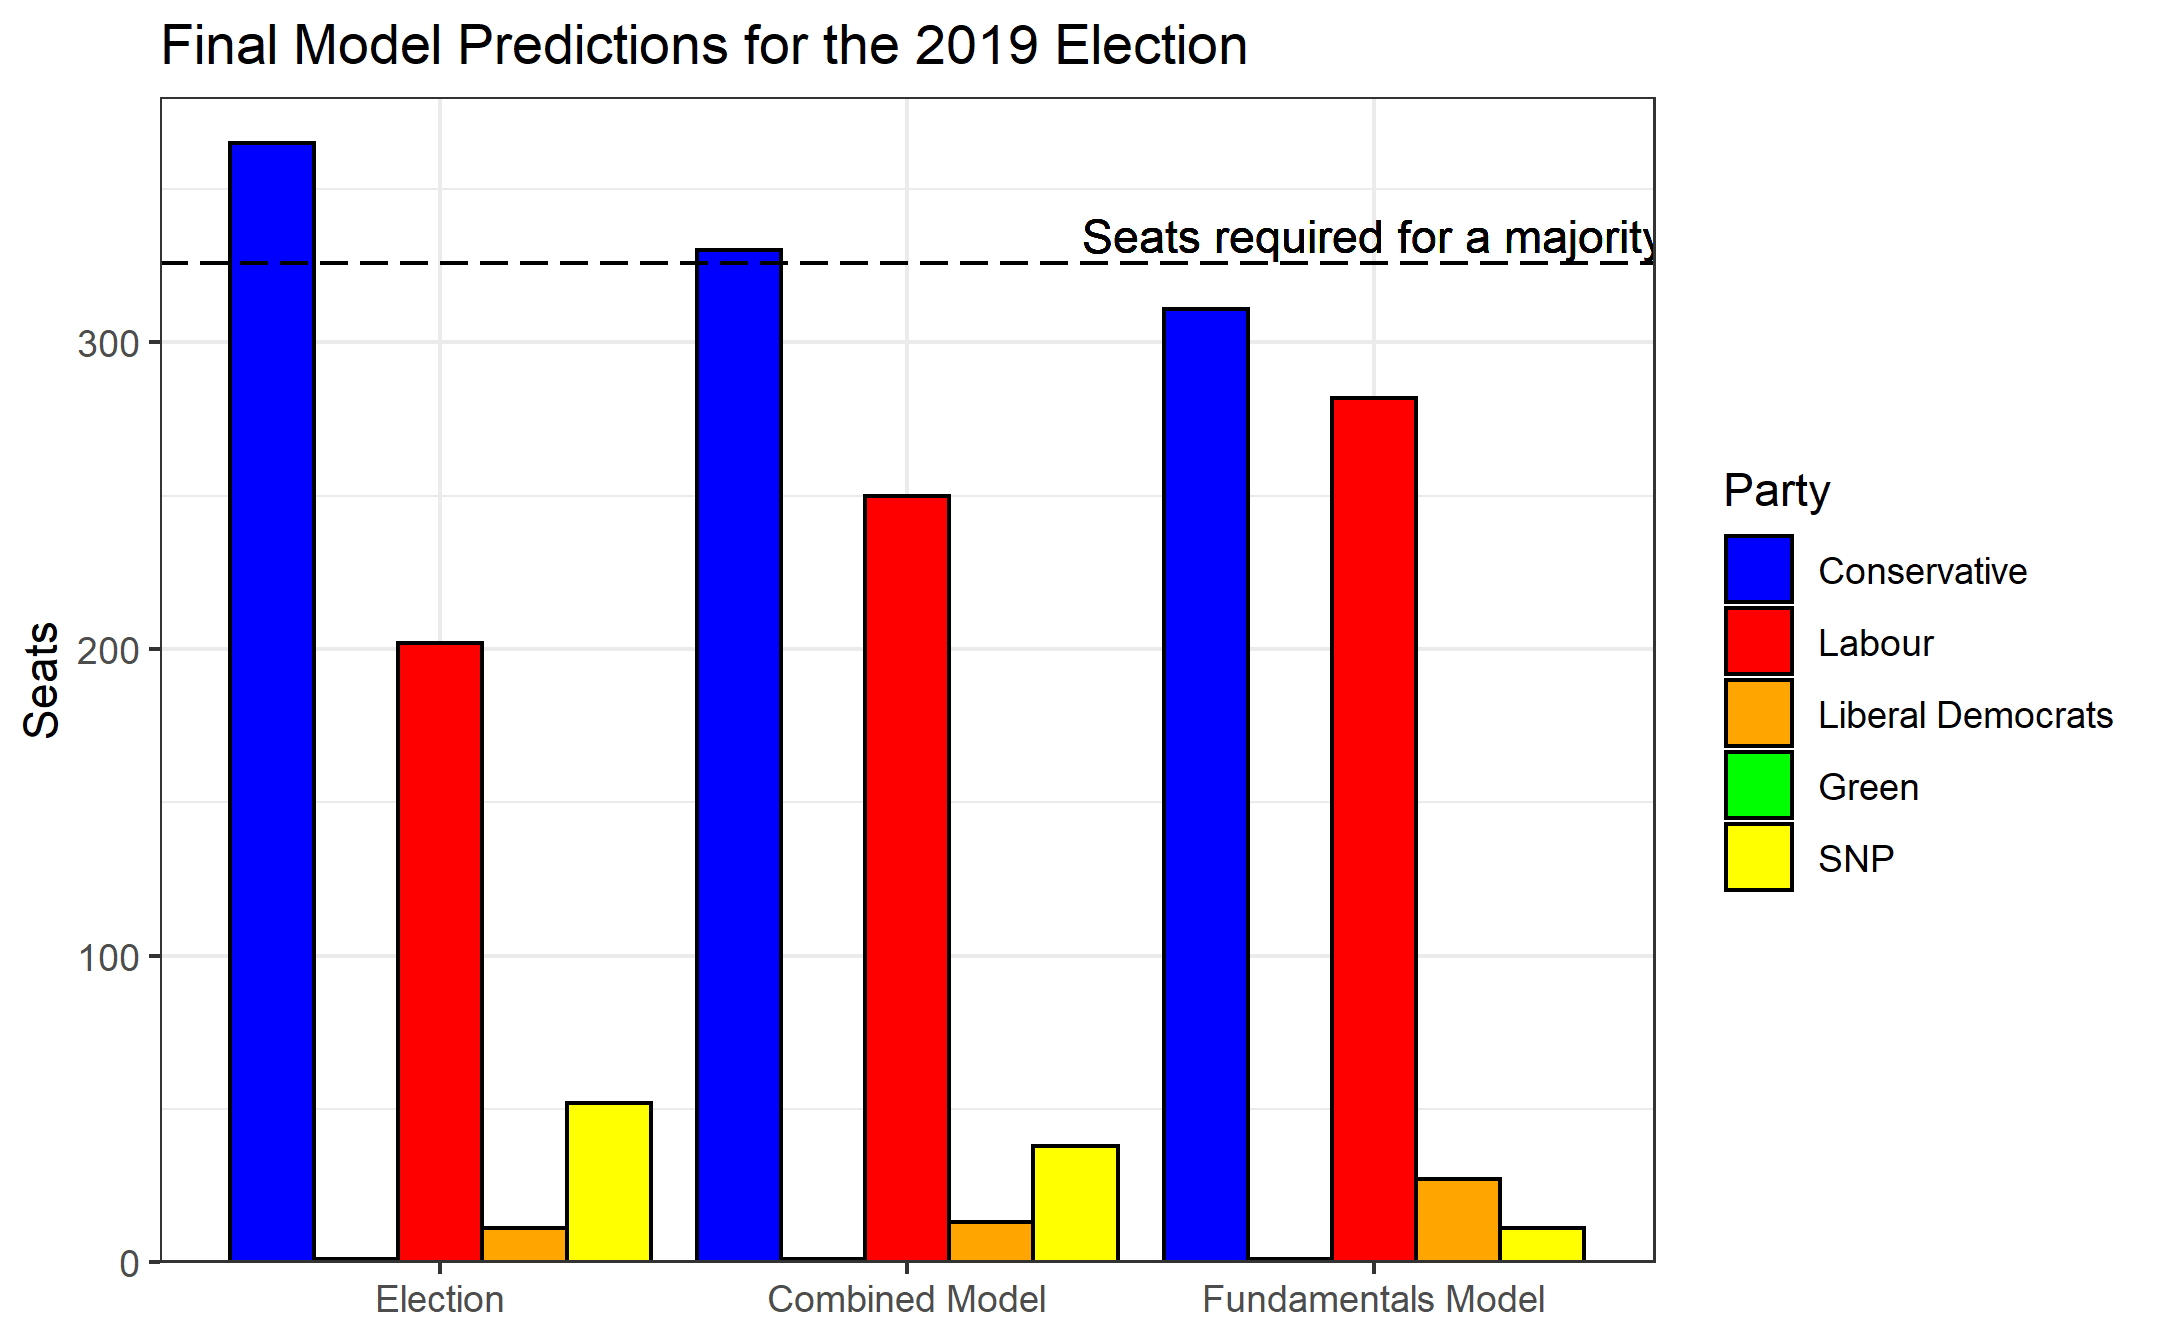 Final Model Predictions for the 2019 Election
Seats required for a majority
300
200
100
0
Seats
Election
Combined Model
Fundamentals Model
Party
Conservative
Labour
Liberal Democrats
Green
SNP